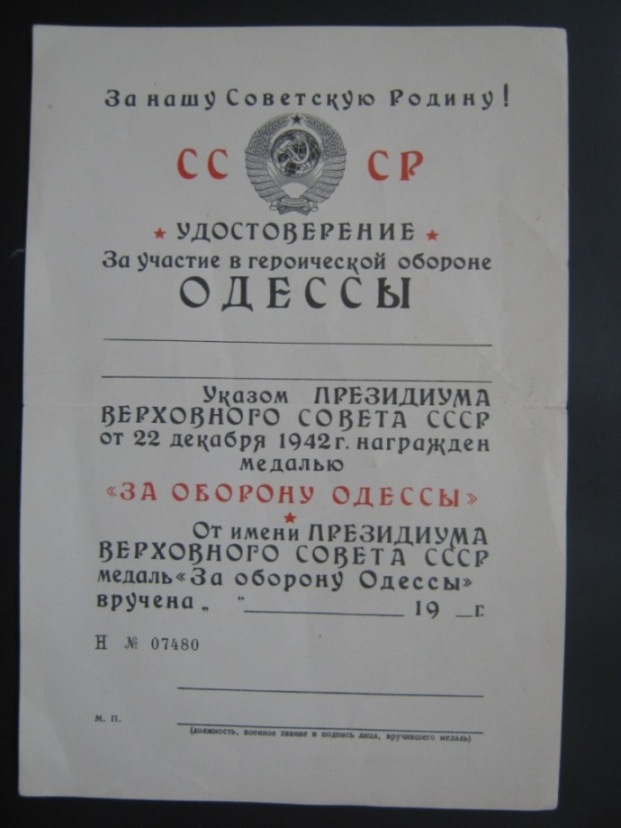 За нашу Советскую Родину!
СС СР
УДОСТОВЕРЕНИЕ
За участие в героической обороне
ОДЕССЫ
Указом ПРЕЗИДИУМА
ВЕРХОВНОГО СОВЕТА СССР
от 22 декабря 1942 г. награжден
медалью
«ЗА ОБОРОНУ ОДЕССЫ»
От имени ПРЕЗИДИУМА
ВЕРХОВНОГО СОВЕТА СССР
медаль «За оборону Одессы»
вручена „ “ 19 г.
Н № 07480
М. П.
(должность, военное звание и подпись лица, вручившего медаль)